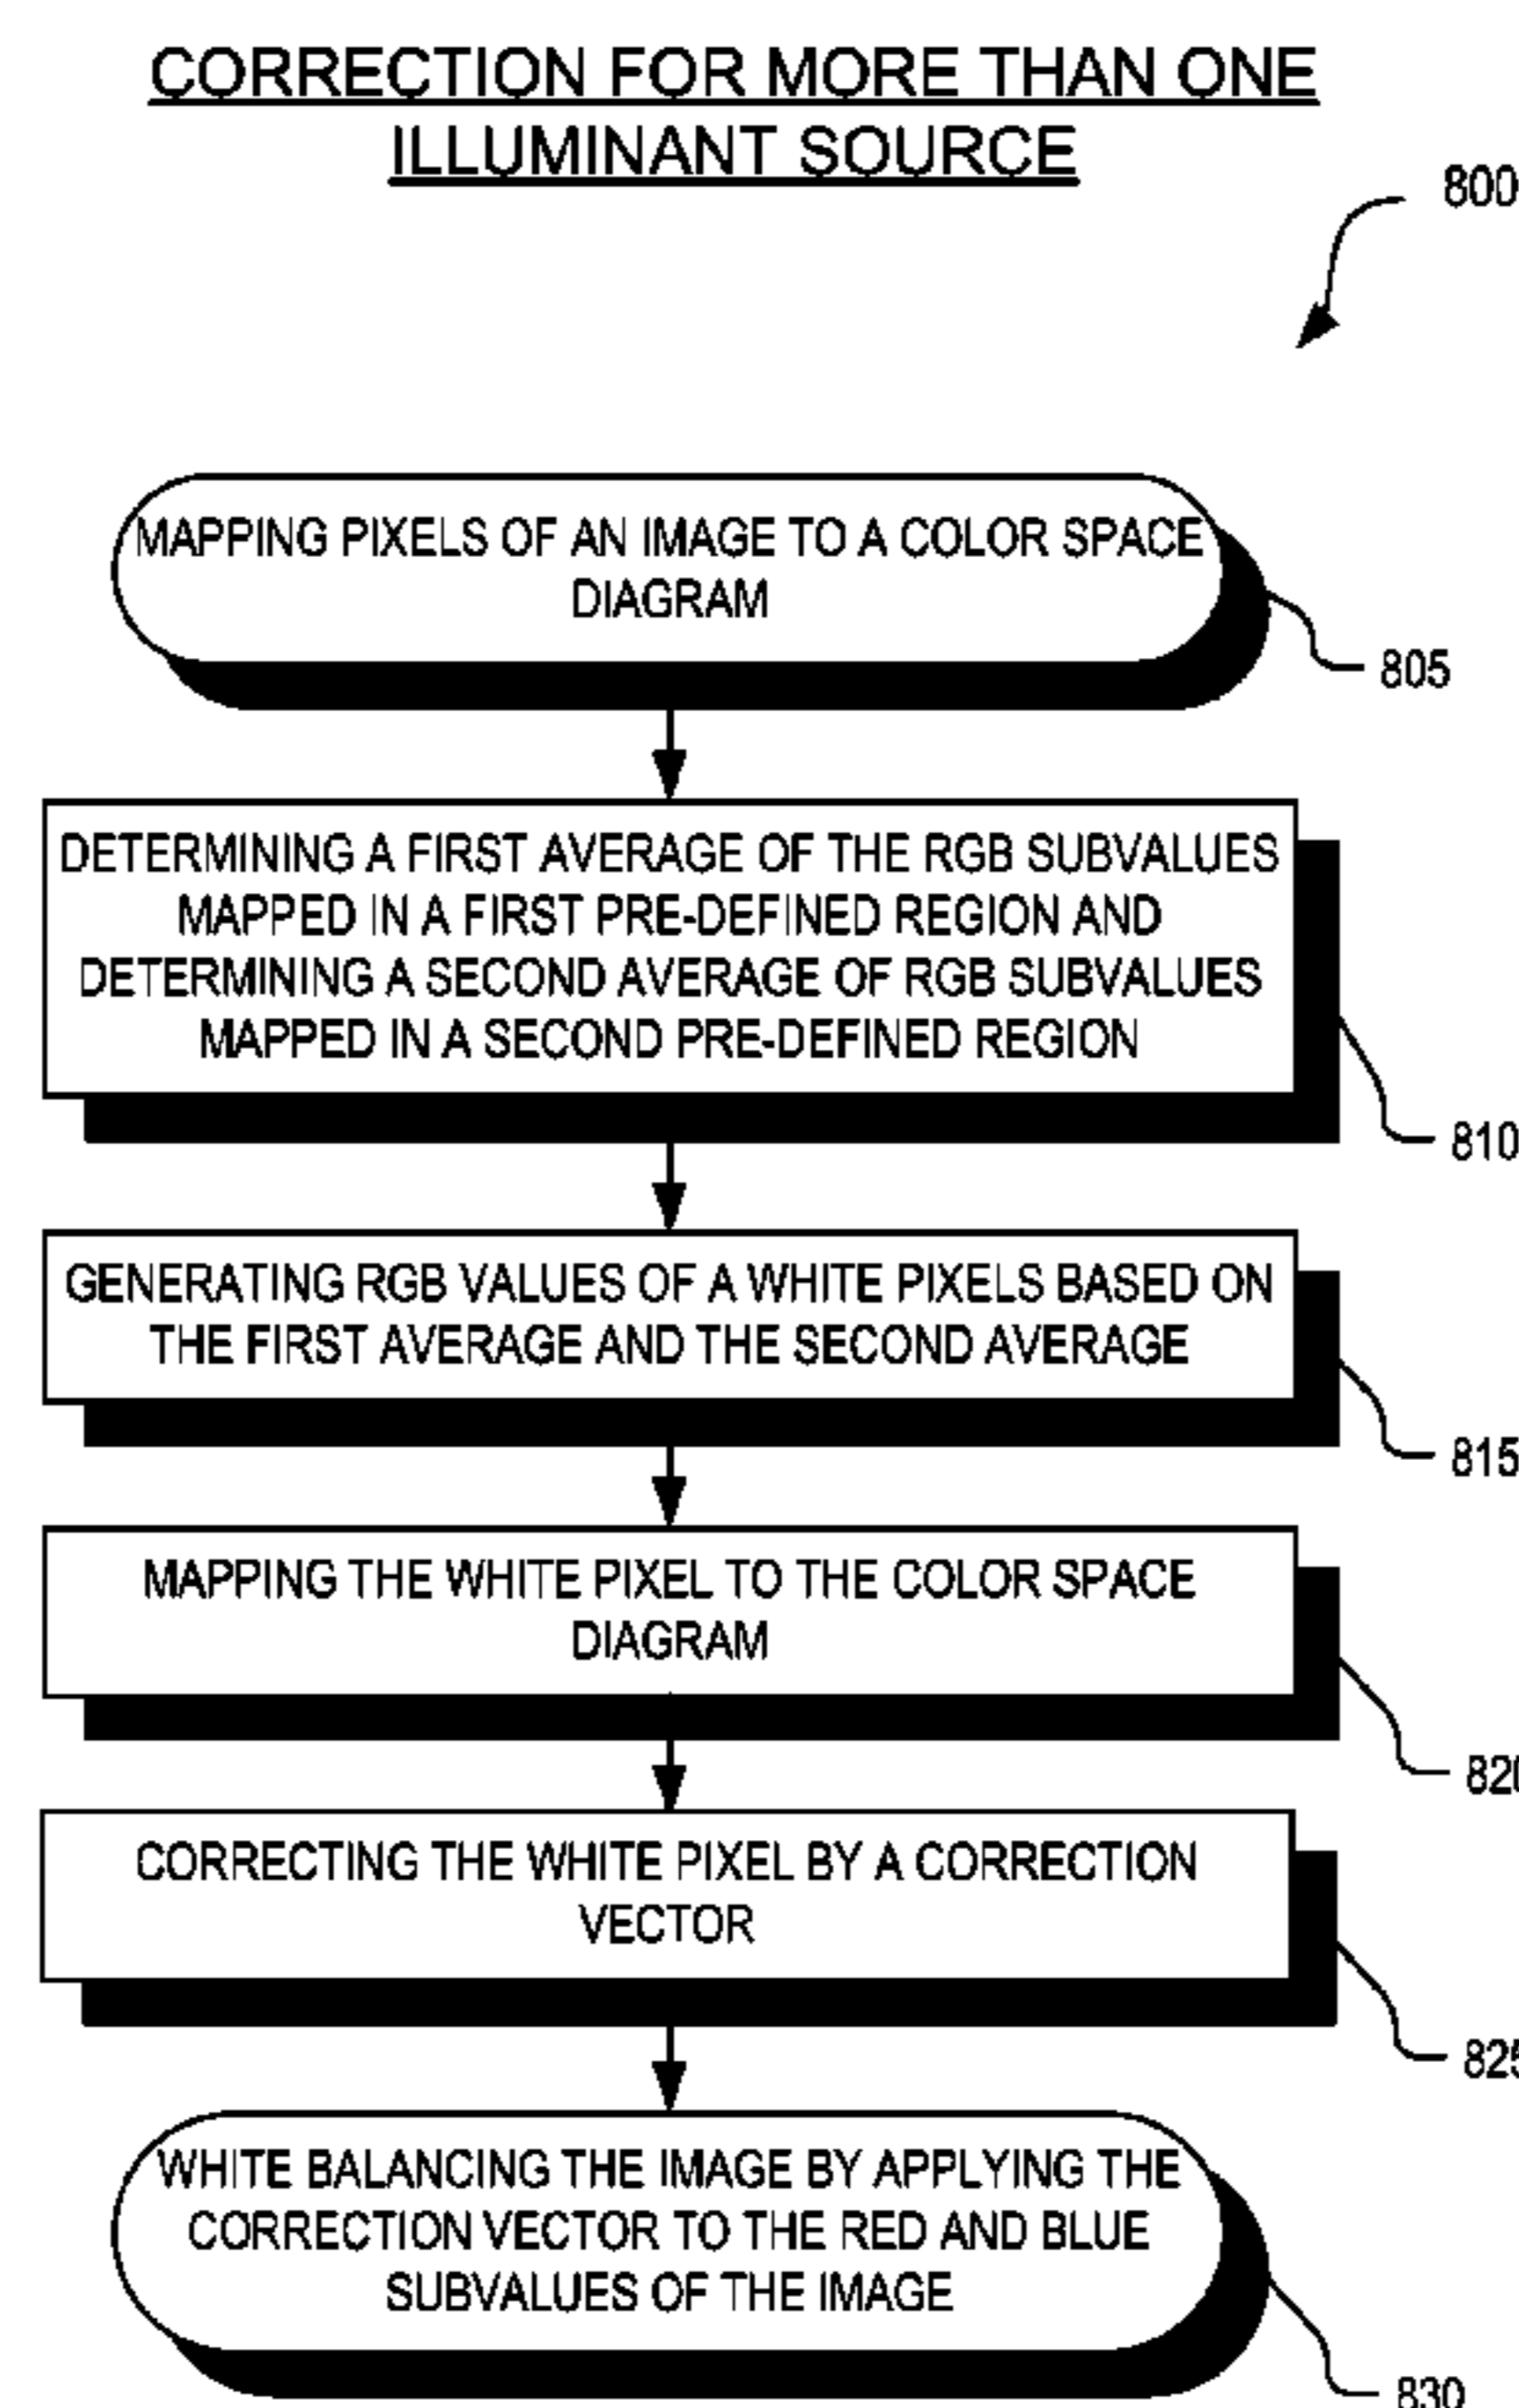 CORRECTION FOR MORE THAN ONE
ILLUMINANT SOURCE
800
MAPPING PIXELS OF AN IMAGE TO A COLOR SPACE
DIAGRAM
805
DETERMINING A FIRST AVERAGE OF THE RGB SUBVALUES
MAPPED IN A FIRST PRE-DEFINED REGION AND
DETERMINING A SECOND AVERAGE OF RGB SUBVALUES
MAPPED IN A SECOND PRE-DEFINED REGION
810
GENERATING RGB VALUES OF A WHITE PIXELS BASED ON
THE FIRST AVERAGE AND THE SECOND AVERAGE
815
MAPPING THE WHITE PIXEL TO THE COLOR SPACE
DIAGRAM
820
CORRECTING THE WHITE PIXEL BY A CORRECTION
VECTOR
825
WHITE BALANCING THE IMAGE BY APPLYING THE
CORRECTION VECTOR TO THE RED AND BLUE
SUBVALUES OF THE IMAGE
830